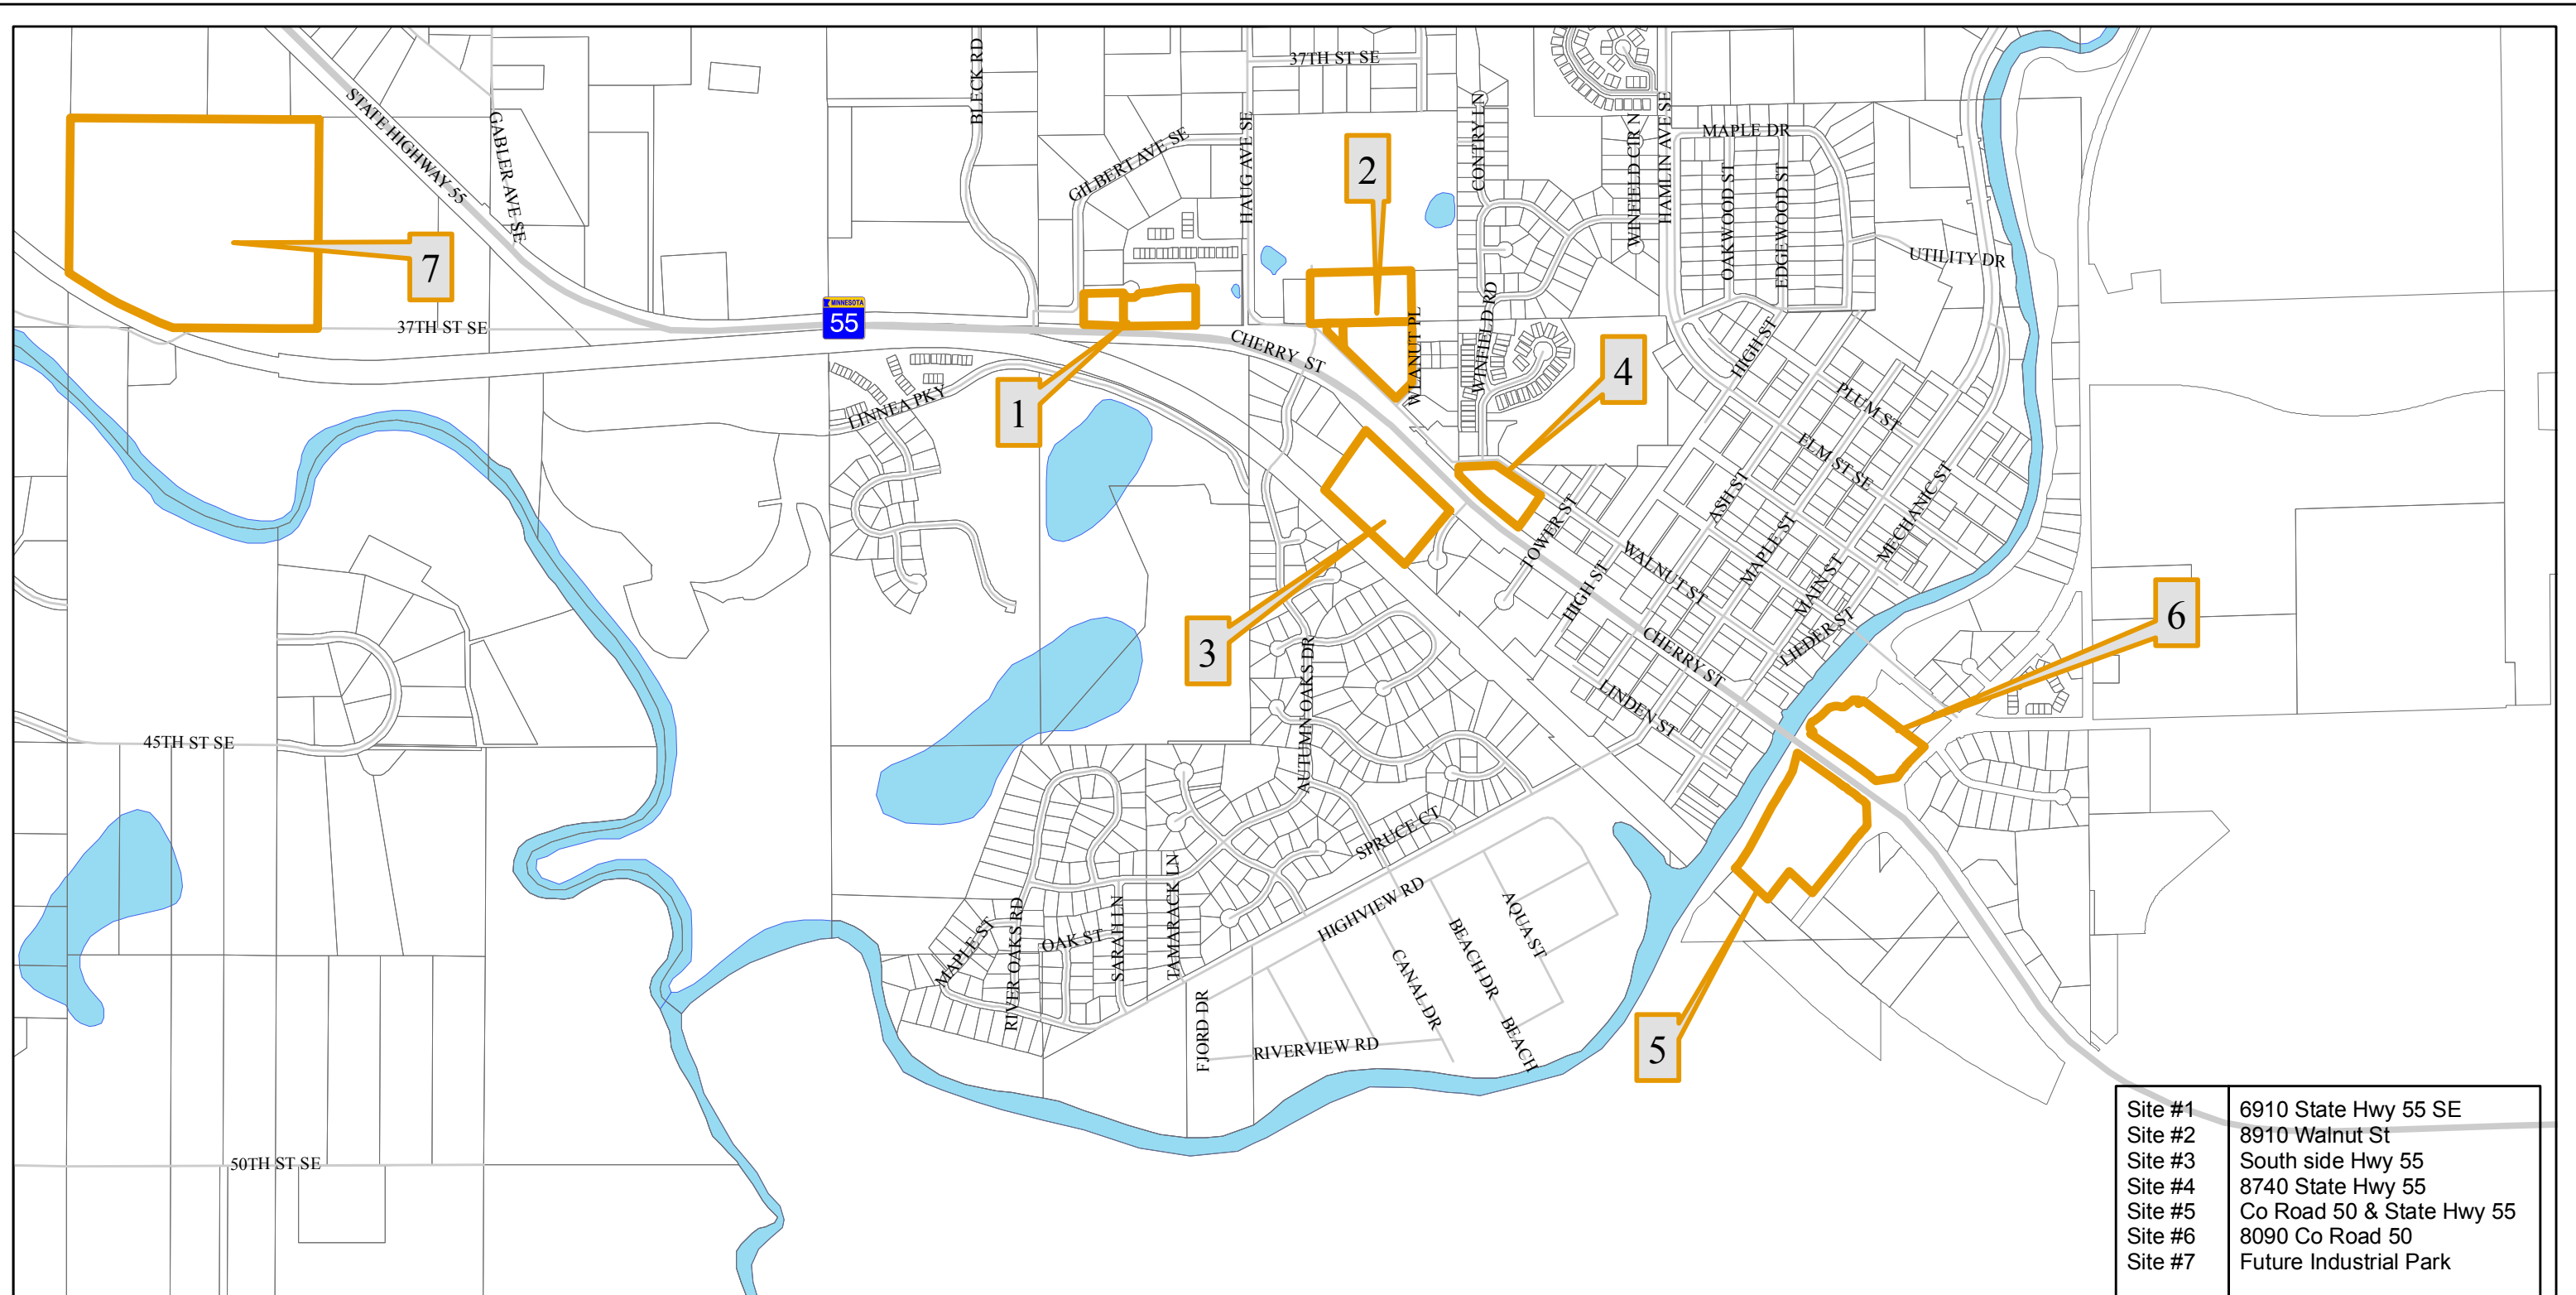 37TH ST SE
BLECK RD
STATE HIGHWAY 55
GABLER AVE SE
GILBERT AVE SE
HAUG AVE SE
2
CONTRY LN
WINFIELD CIR N
HAMLIN AVE SE
MAPLE DR
OAKWOOD ST
EDGEWOOD ST
UTILITY DR
7
37TH ST SE
MINNESOTA
55
CHERRY ST
WLANUT PL
WINFIELD RD
HIGH ST
4
1
LINNEA PKY
PLUM ST
ELM ST SE
ASH ST
MECHANIC ST
TOWER ST
WALNUT ST
MAPLE ST
MAIN ST
HIGH ST
LIEDER ST
6
3
CHERRY ST
LINDEN ST
AUTUMN OAKS DR
45TH ST SE
SPRUCE CT
HIGHVIEW RD
MAPLE ST
RIVER OAKS RD
OAK ST
SARAH LN
TAMARACK LN
AQUA ST
BEACH DR
CANAL DR
FJORD DR
RIVERVIEW RD
BEACH
5
50TH ST SE
Site #1 6910 State Hwy 55 SE
Site #2 8910 Walnut St
Site #3 South side Hwy 55
Site #4 8740 State Hwy 55
Site #5 Co Road 50 & State Hwy 55
Site #6 8090 Co Road 50
Site #7 Future Industrial Park